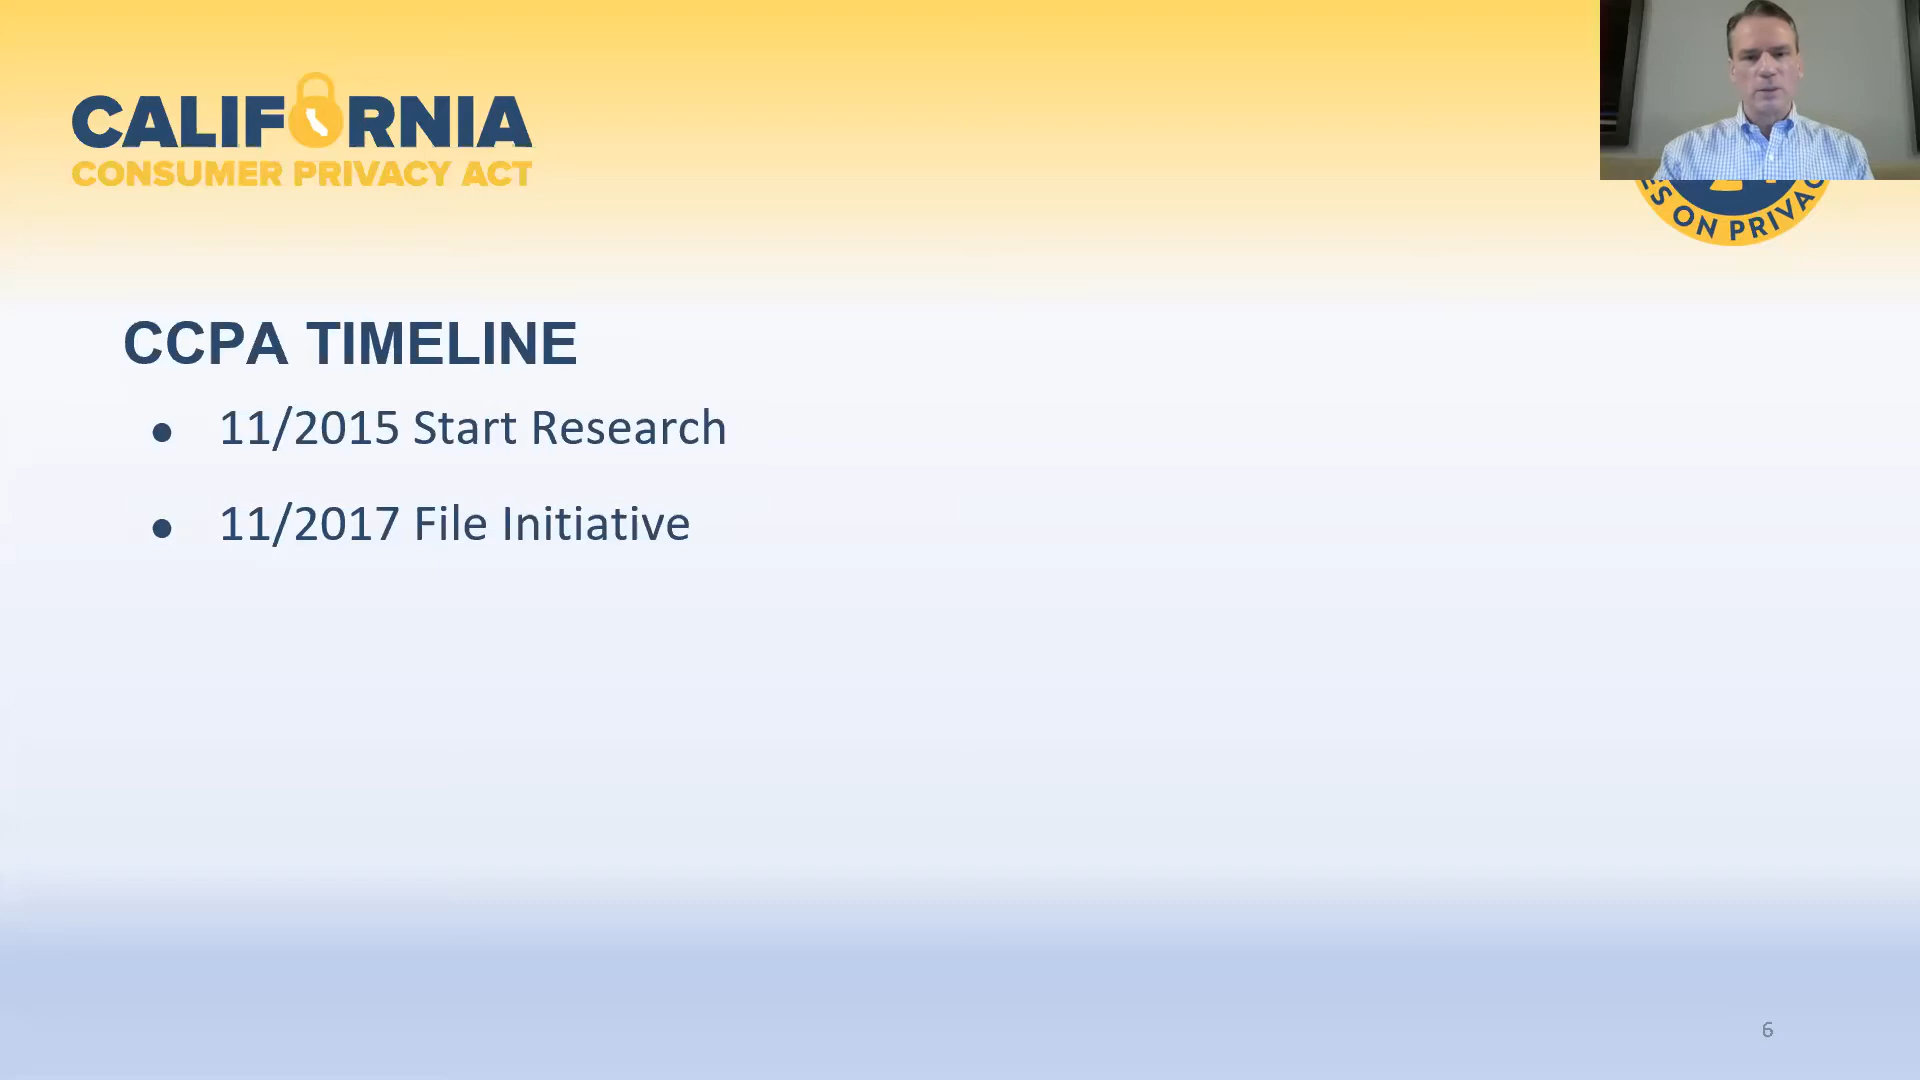 CALIFORNIA
CONSUMER PRIVACY ACT
ON PRIVAC
CCPA TIMELINE
● 11/2015 Start Research
● 11/2017 File Initiative
6